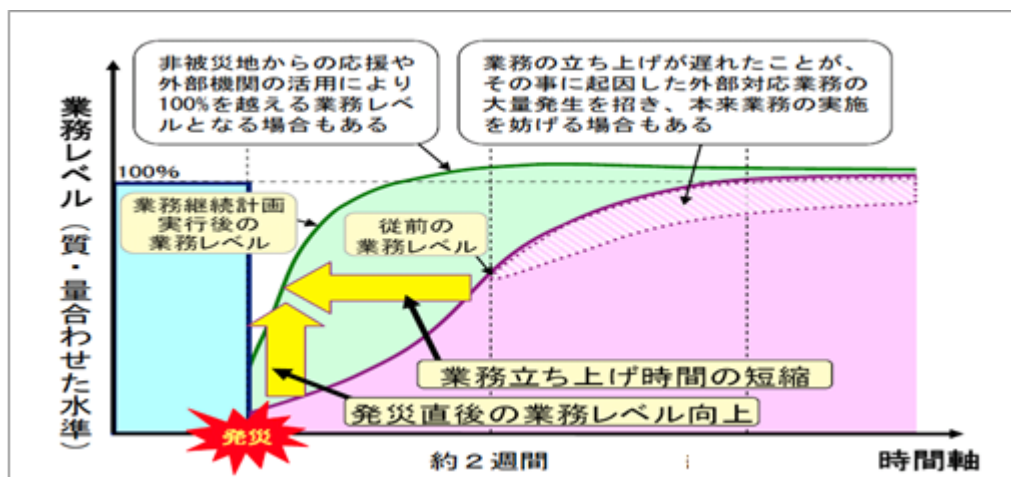 非被災地からの応援や
外部機関の活用により
100%を越える業務レベ
ルとなる場合もある
業務の立ち上げが遅れたことが、
その事に起因した外部対応業務の
大量発生を招き、本来業務の実施
を妨げる場合もある
業務レベル（質・量合わせた水準）
100%
業務継続計画
実行後の
業務レベル
従前の
業務レベル
業務立ち上げ時間の短縮
発災直後の業務レベル向上
発災
約２週間
時間軸